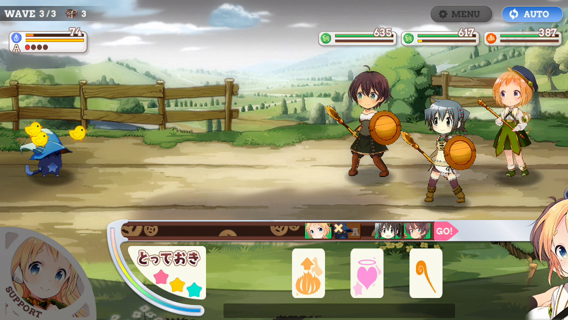 WAVE 3/3 3
MENU
AUTO
74
A
635
617
387
GO!
とっておき
SUPPORT